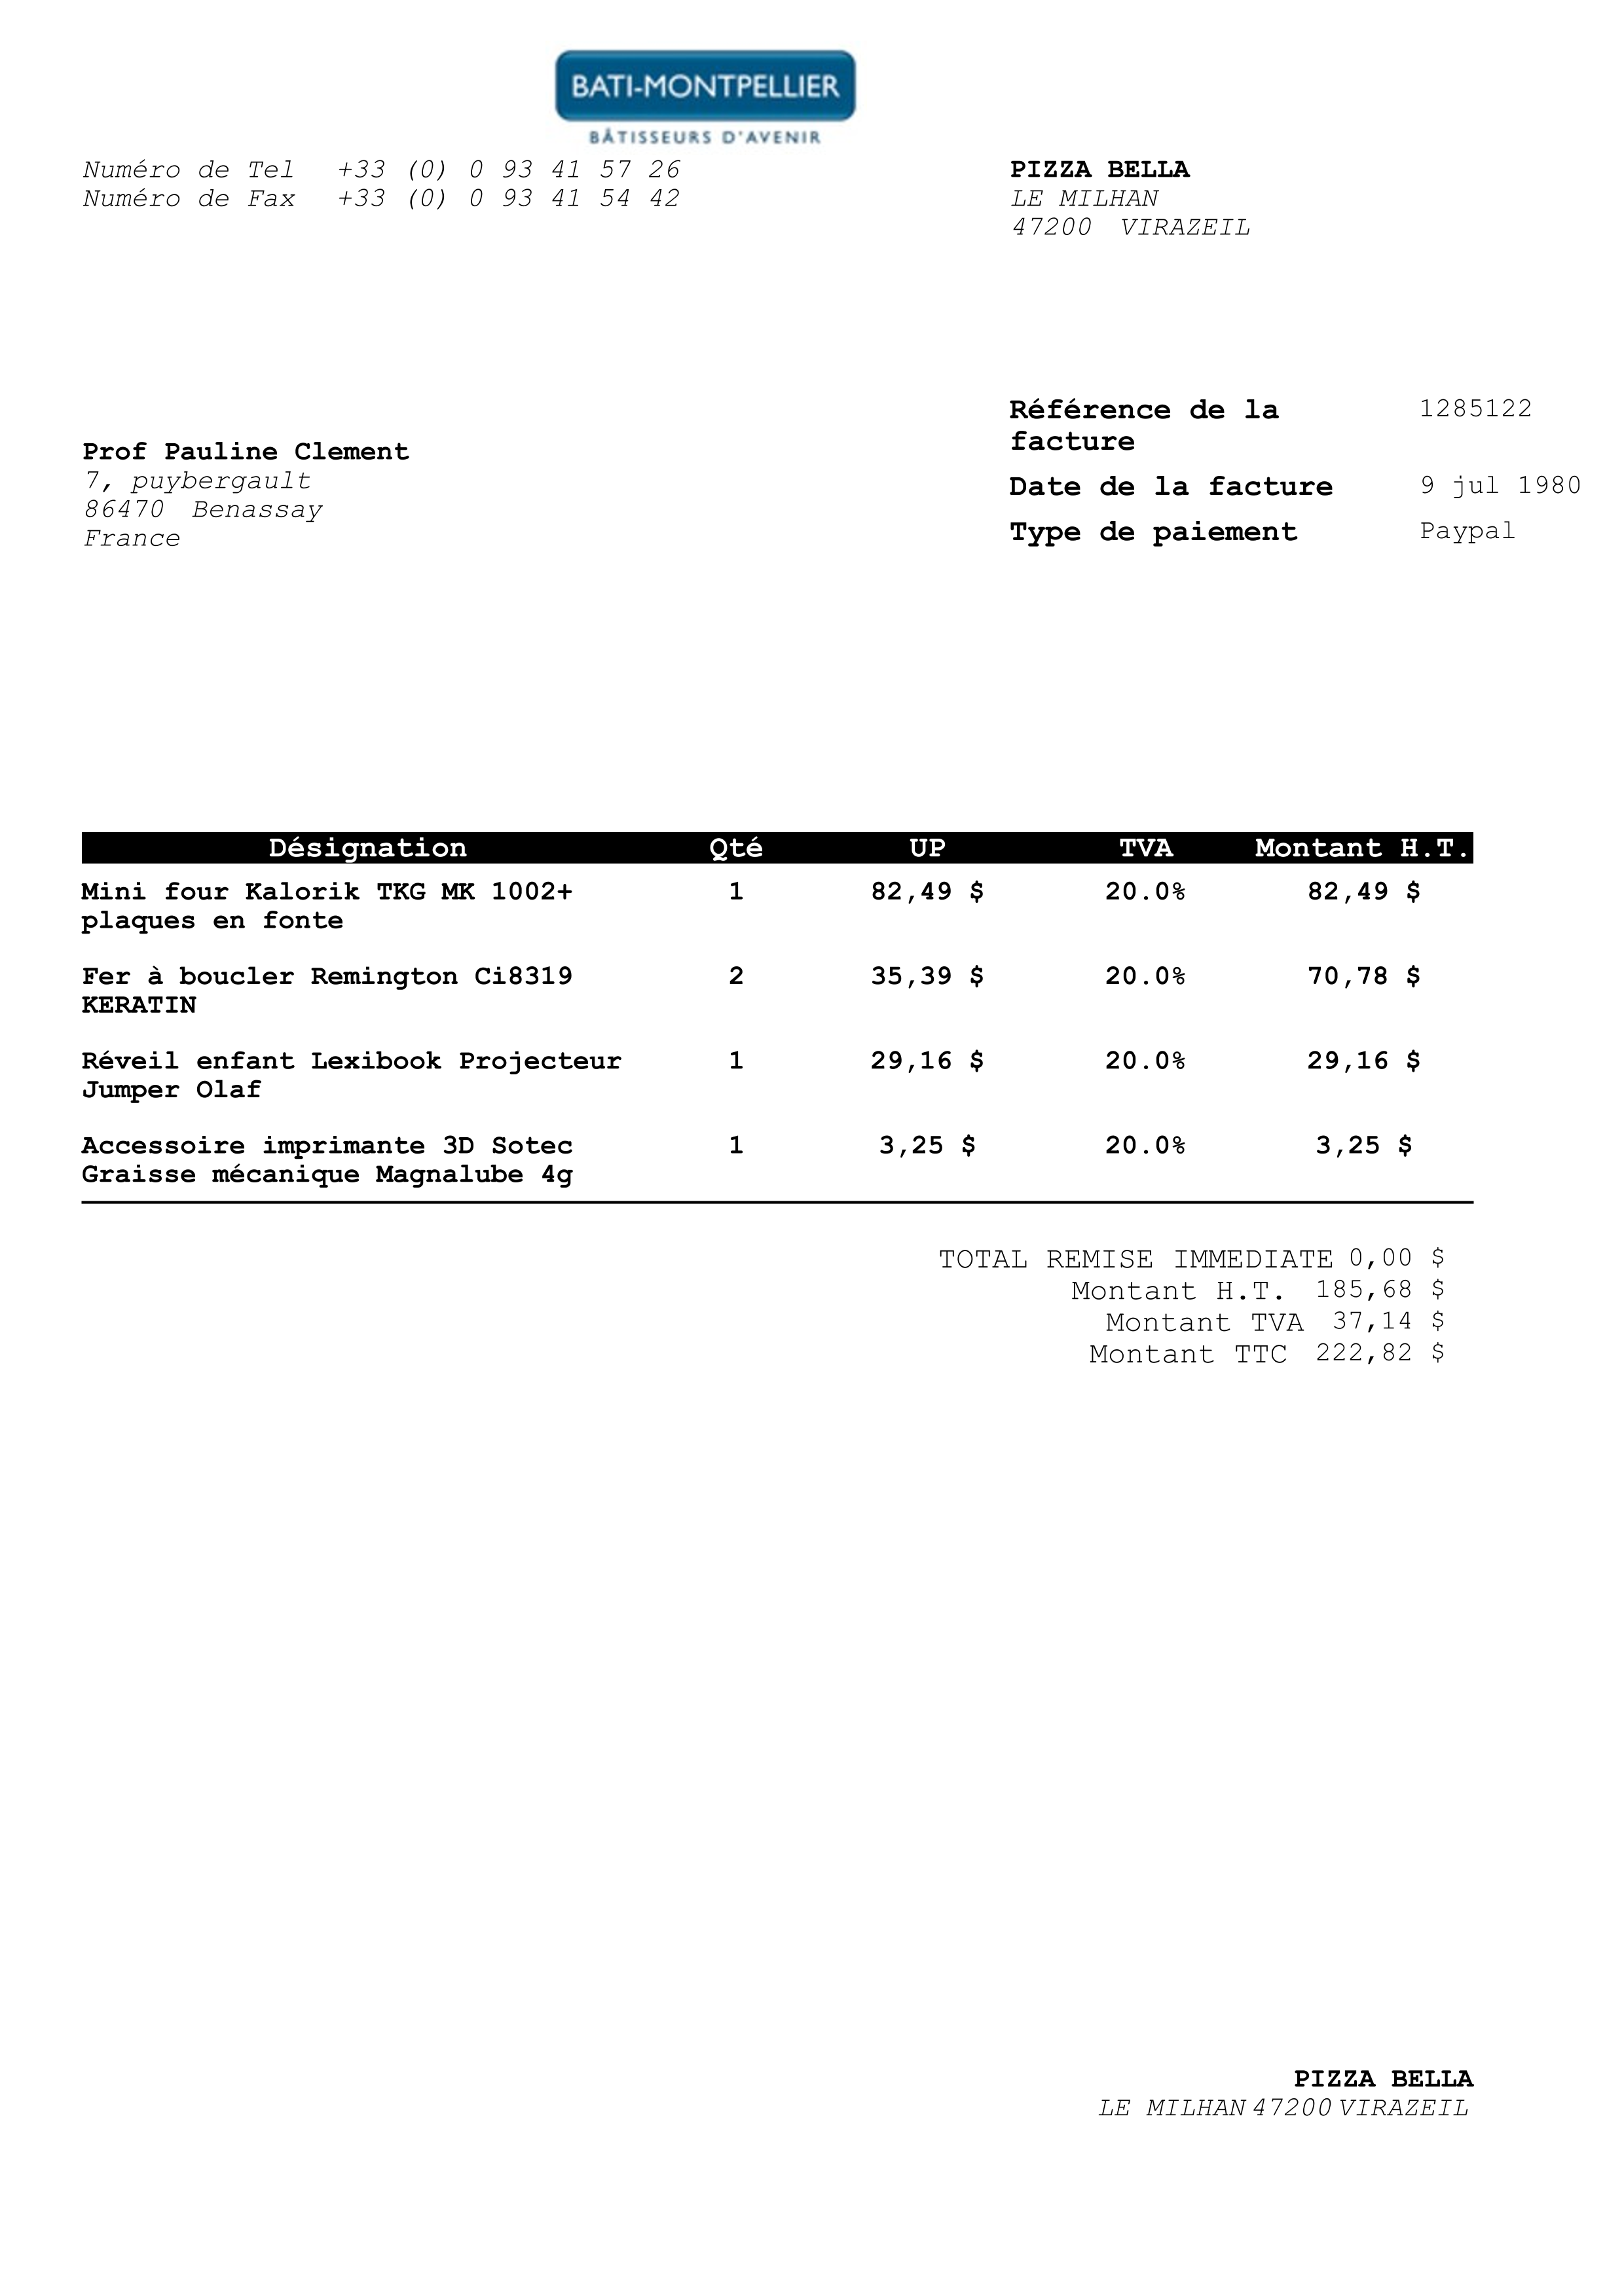 BATI-MONTPELLIER
BÂTISSEURS D'AVENIR
Numéro de Tel +33 (0) 0 93 41 57 26
Numéro de Fax +33 (0) 0 93 41 54 42
PIZZA BELLA
LE MILHAN
47200 VIRAZEIL
Prof Pauline Clement
7, puybergault
86470 Benassay
France
Référence de la 1285122
facture
Date de la facture 9 jul 1980
Type de paiement Paypal
Désignation Qté UP TVA Montant H.T.
Mini four Kalorik TKG MK 1002+ 1 82,49 $ 20.0% 82,49 $
plaques en fonte
Fer à boucler Remington Ci8319 2 35,39 $ 20.0% 70,78 $
KERATIN
Réveil enfant Lexibook Projecteur 1 29,16 $ 20.0% 29,16 $
Jumper Olaf
Accessoire imprimante 3D Sotec 1 3,25 $ 20.0% 3,25 $
Graisse mécanique Magnalube 4g
TOTAL REMISE IMMEDIATE 0,00 $
Montant H.T. 185,68 $
Montant TVA 37,14 $
Montant TTC 222,82 $
PIZZA BELLA
LE MILHAN 47200 VIRAZEIL